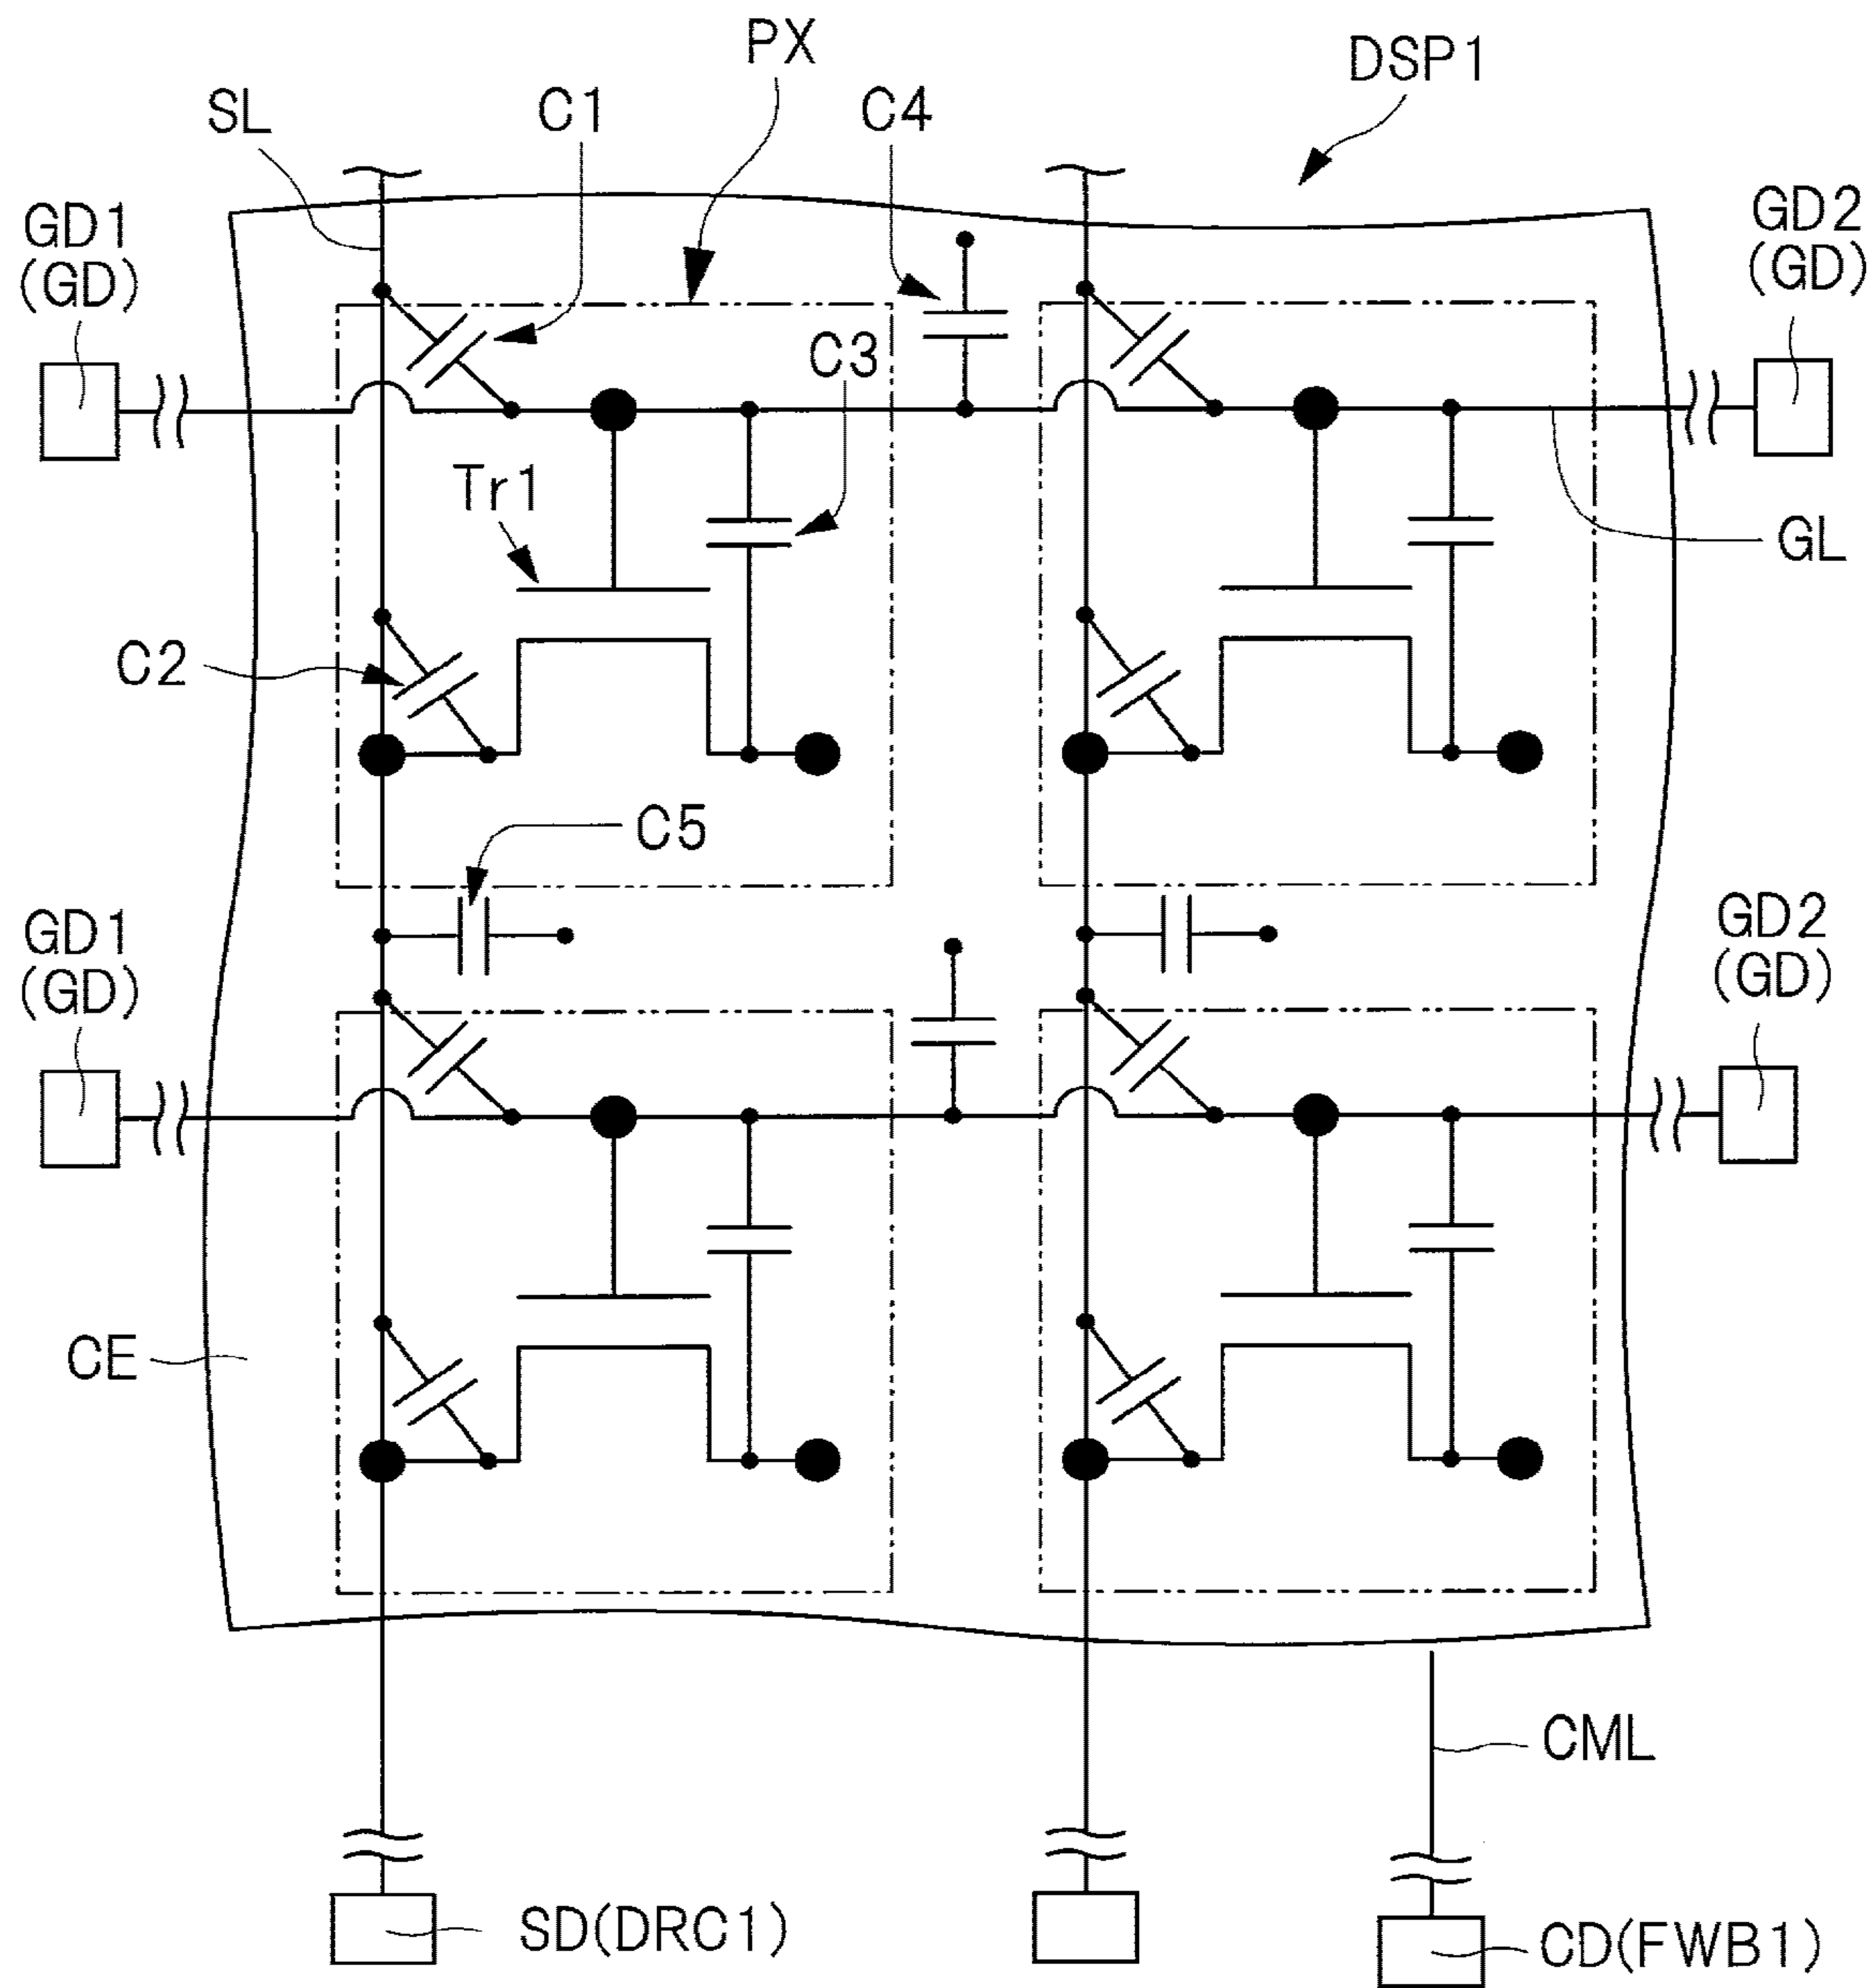 PX
DSP1
SL
C1
C4
GD1
(GD)
GD2
(GD)
C3
Tr1
GL
C2
C5
GD1
(GD)
GD2
(GD)
CE
CML
SD(DRC1)
CD(FWB1)